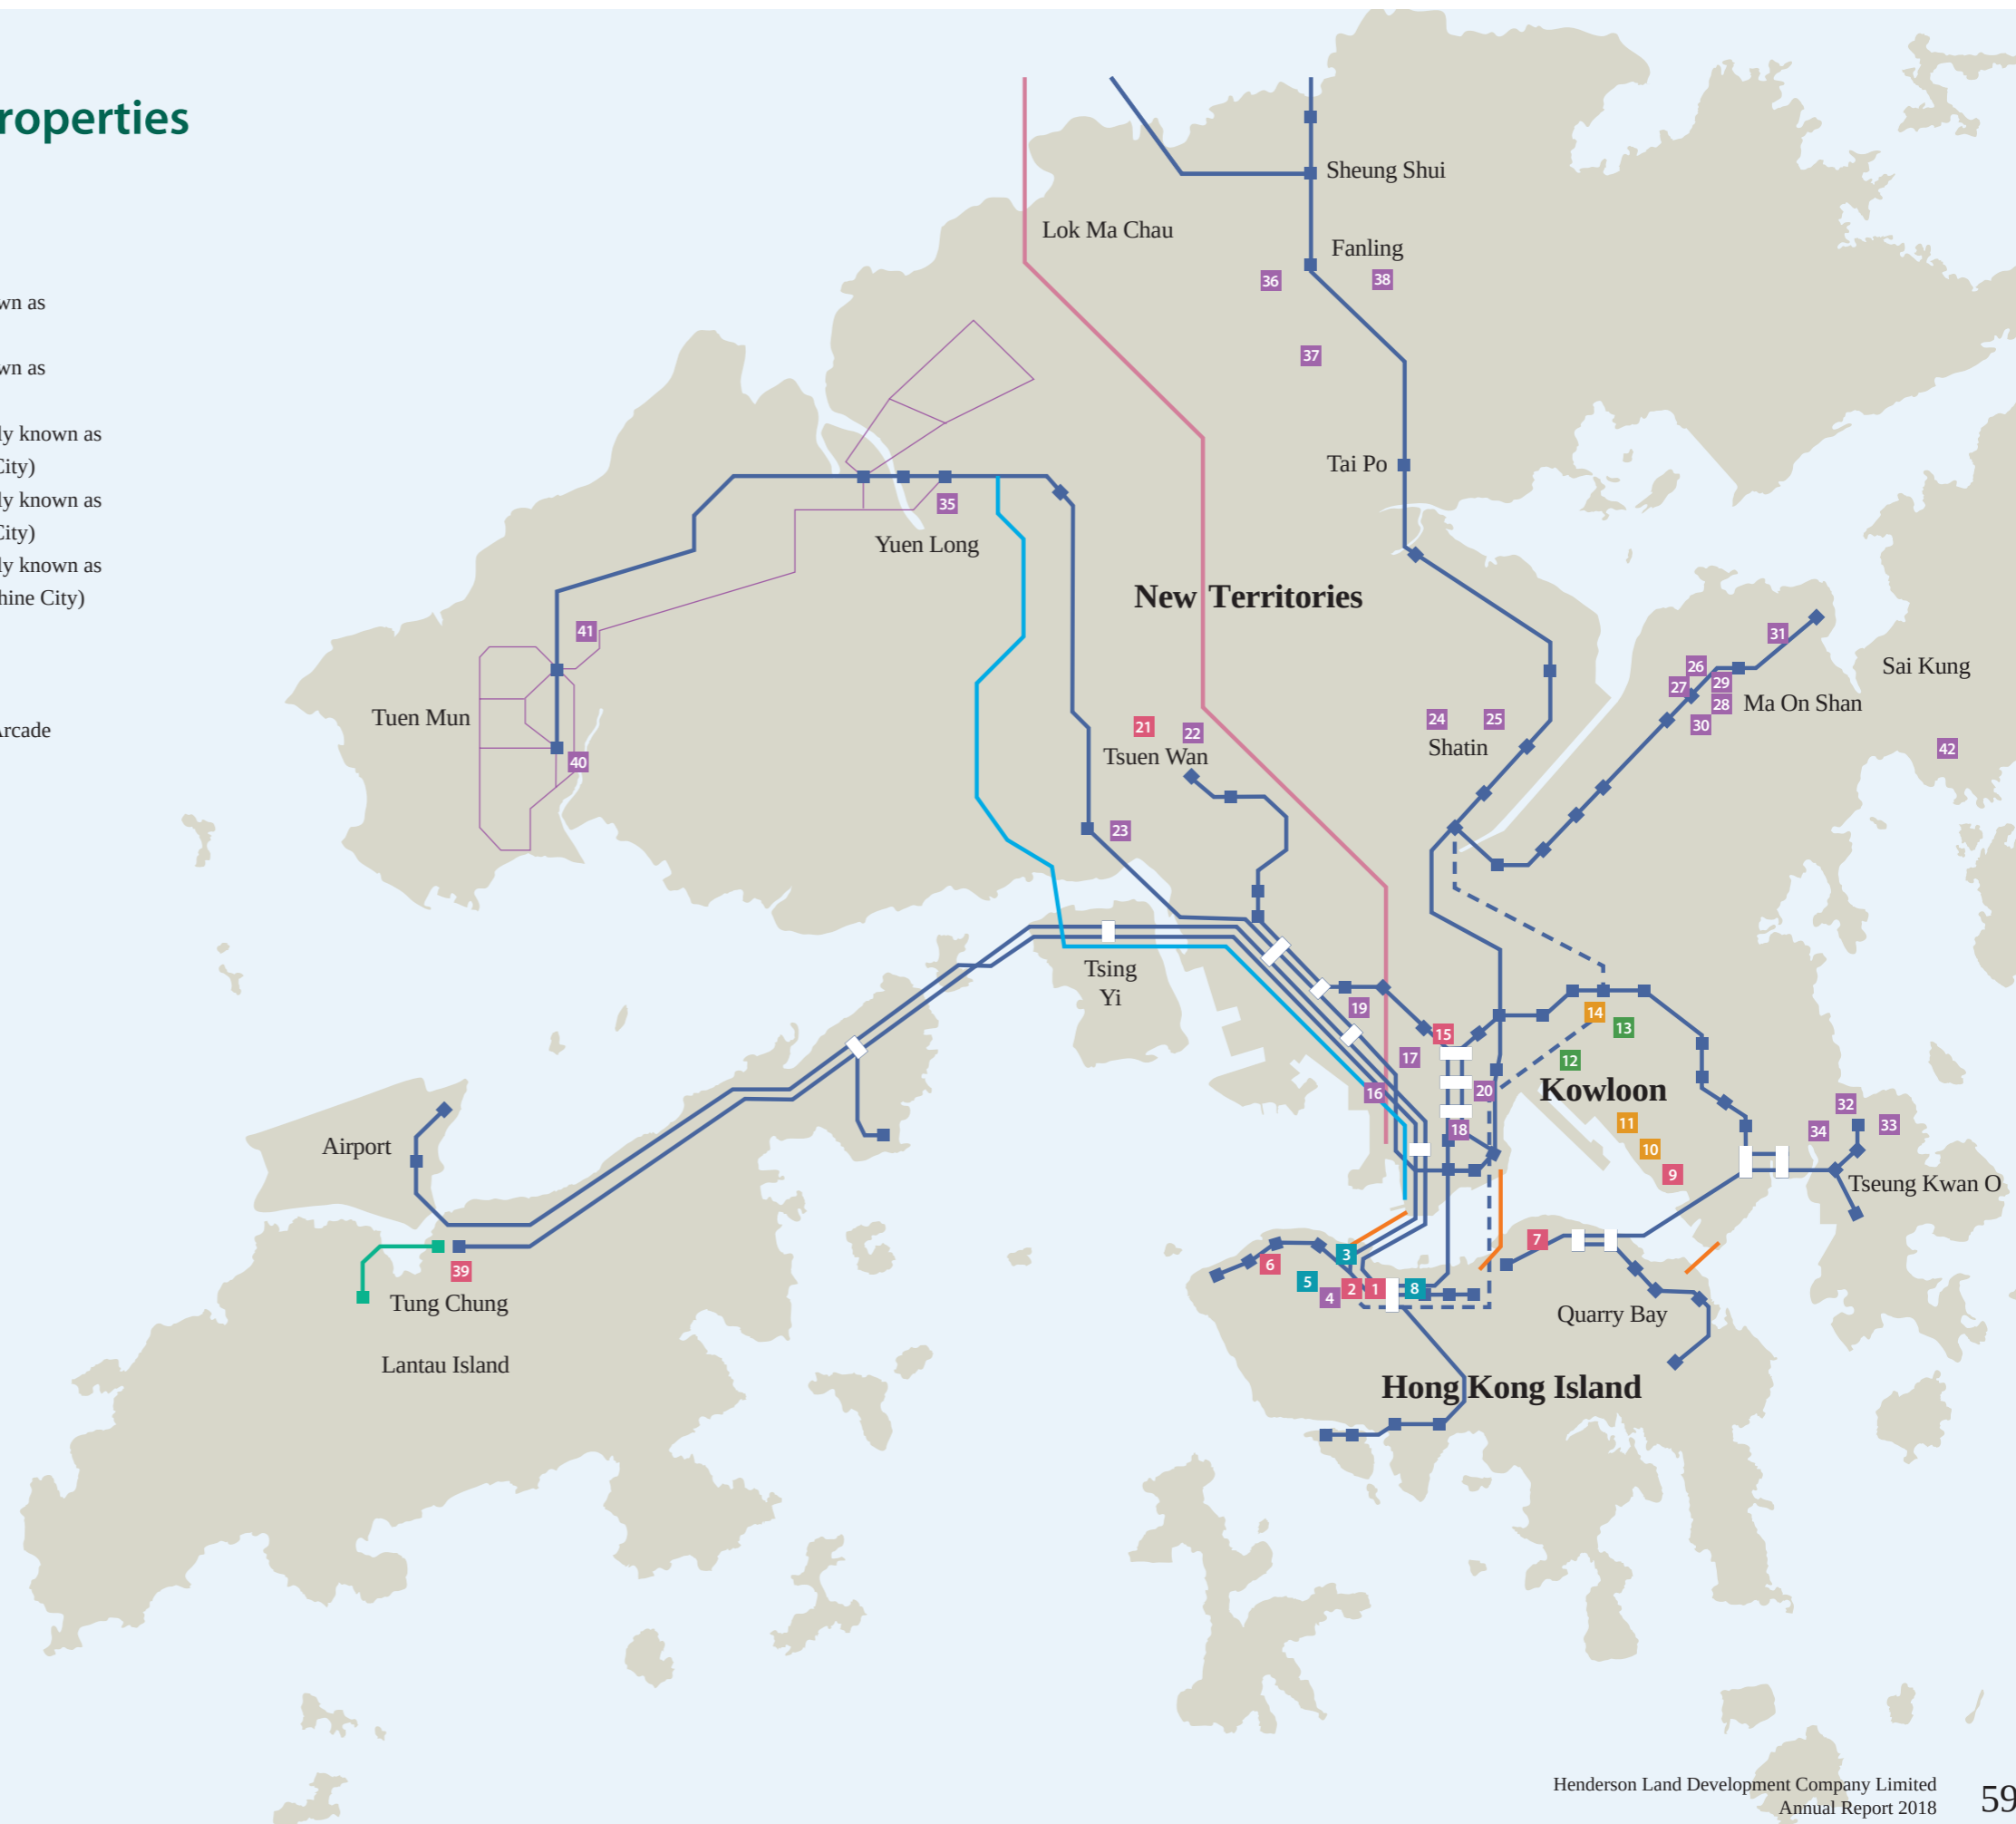 roperties
wn as
wn as
ly known as
City)
ly known as
City)
ly known as
hine City)
Arcade
Sheung Shui
Lok Ma Chau
Fanling
36
38
37
Tai Po
35
Yuen Long
New Territories
41
31
26
Sai Kung
27
29
28
Ma On Shan
30
Tuen Mun
21
22
24
25
Tsuen Wan
Shatin
42
40
23
Tsing
Yi
19
14
13
15
17
12
16
20
Kowloon
32
11
33
34
18
10
9
Airport
Tseung Kwan O
7
3
6
39
5
2
1
8
4
Tung Chung
Quarry Bay
Lantau Island
Hong Kong Island
Henderson Land Development Company Limited
Annual Report 2018
59